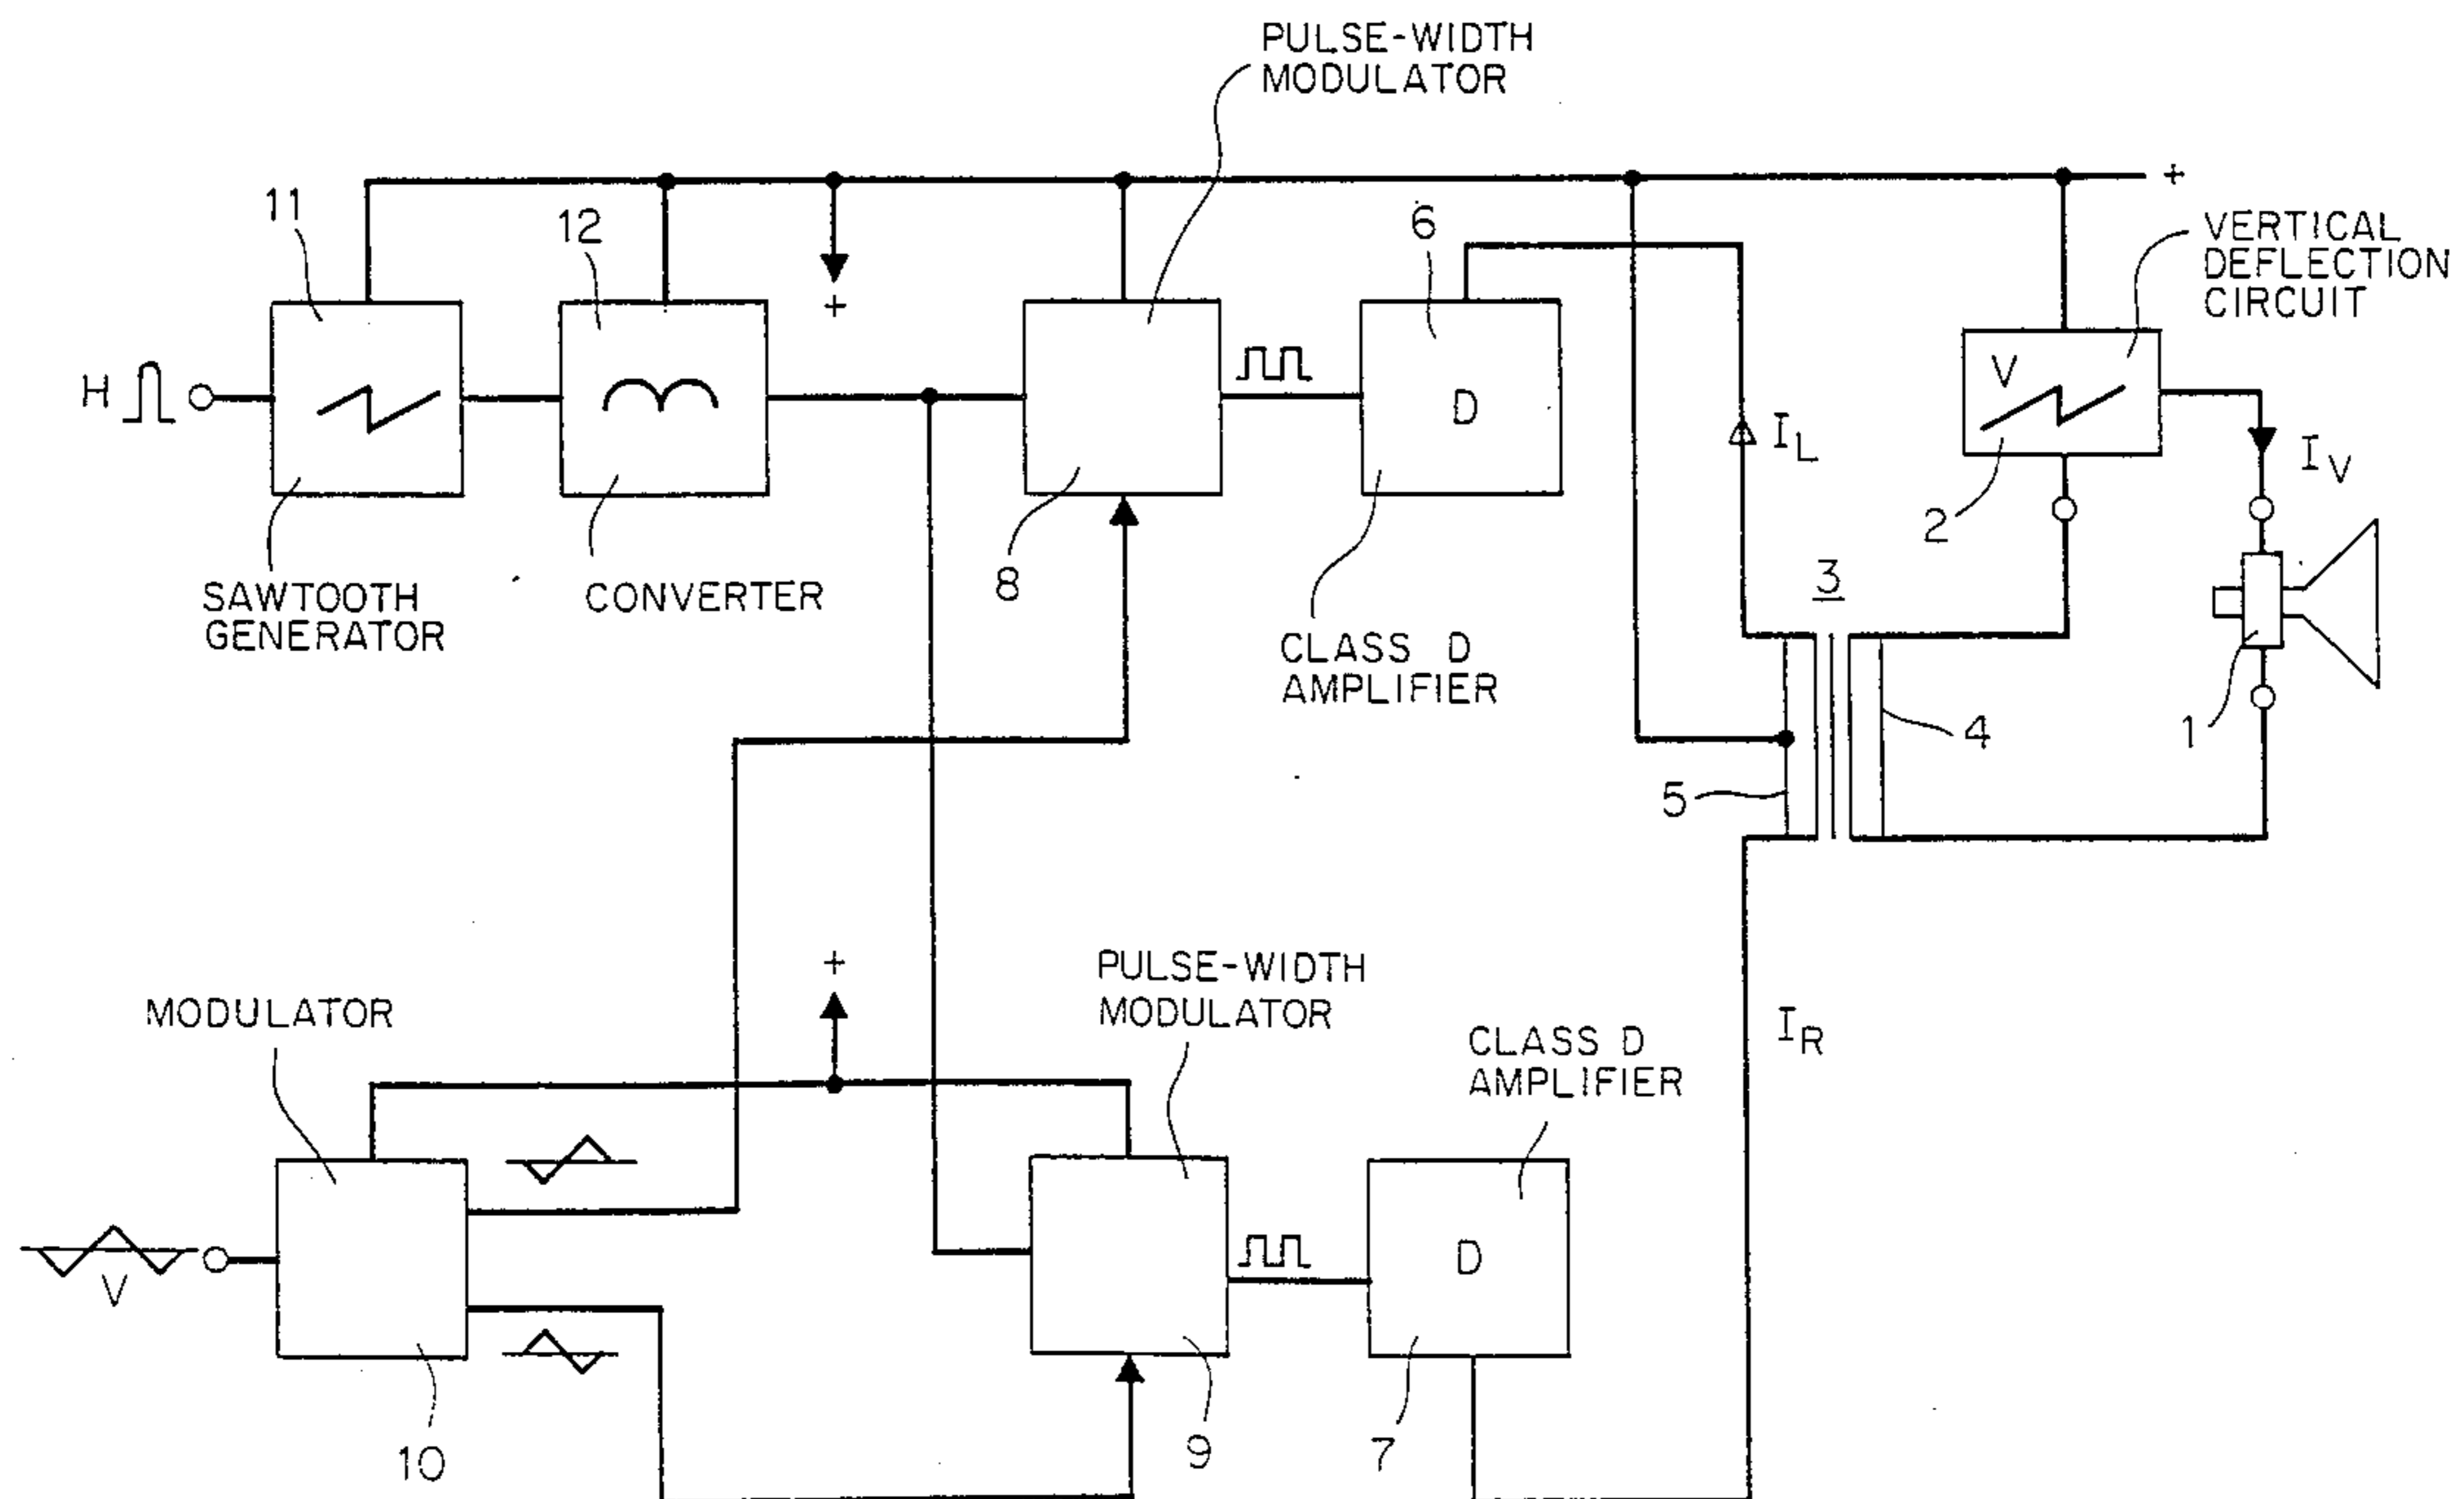 PULSE-WIDTH
MODULATOR
+
11
12
6
VERTICAL
DEFLECTION
CIRCUIT
+
H
D
V
I_L
I_V
2
8
3
SAWTOOTH
GENERATOR
CONVERTER
CLASS D
AMPLIFIER
1
4
5
+
PULSE-WIDTH
MODULATOR
MODULATOR
I_R
CLASS D
AMPLIFIER
V
D
10
9
7